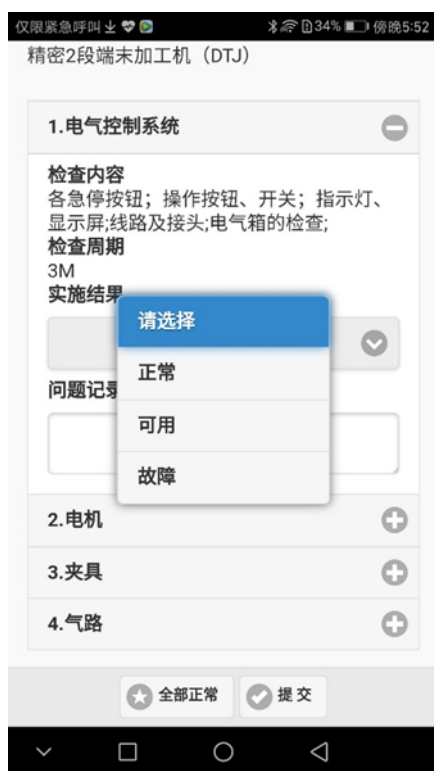 仅限紧急呼叫 34% 傍晚5:52
精密2段端末加工机（DTJ）
1.电气控制系统
检查内容
各急停按钮；操作按钮、开关；指示灯、
显示屏;线路及接头;电气箱的检查;
检查周期
3M
实施结果
请选择
正常
问题记录
可用
故障
2.电机
3.夹具
4.气路
全部正常 提 交